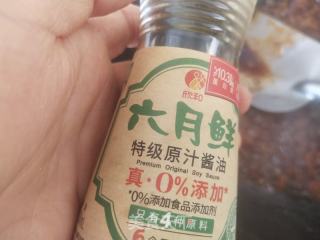 欣和
六月鲜
特级原汁酱油
Premium Original Soy Sauce
真·0%添加*
*0%添加食品添加剂
只有4种原料
6